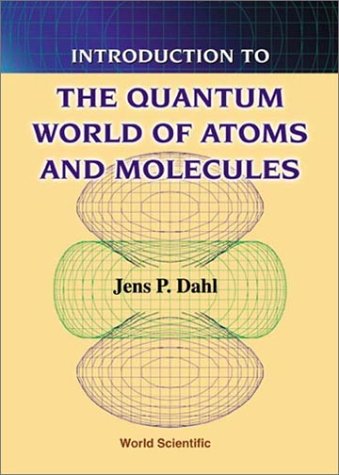 INTRODUCTION TO
THE QUANTUM
WORLD OF ATOMS
AND MOLECULES
Jens P. Dahl
World Scientific